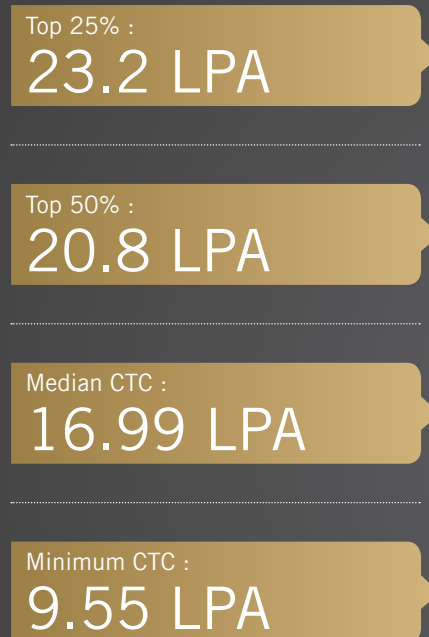 Top 25% :
23.2 LPA
Top 50% :
20.8 LPA
Median CTC :
16.99 LPA
Minimum CTC :
9.55 LPA